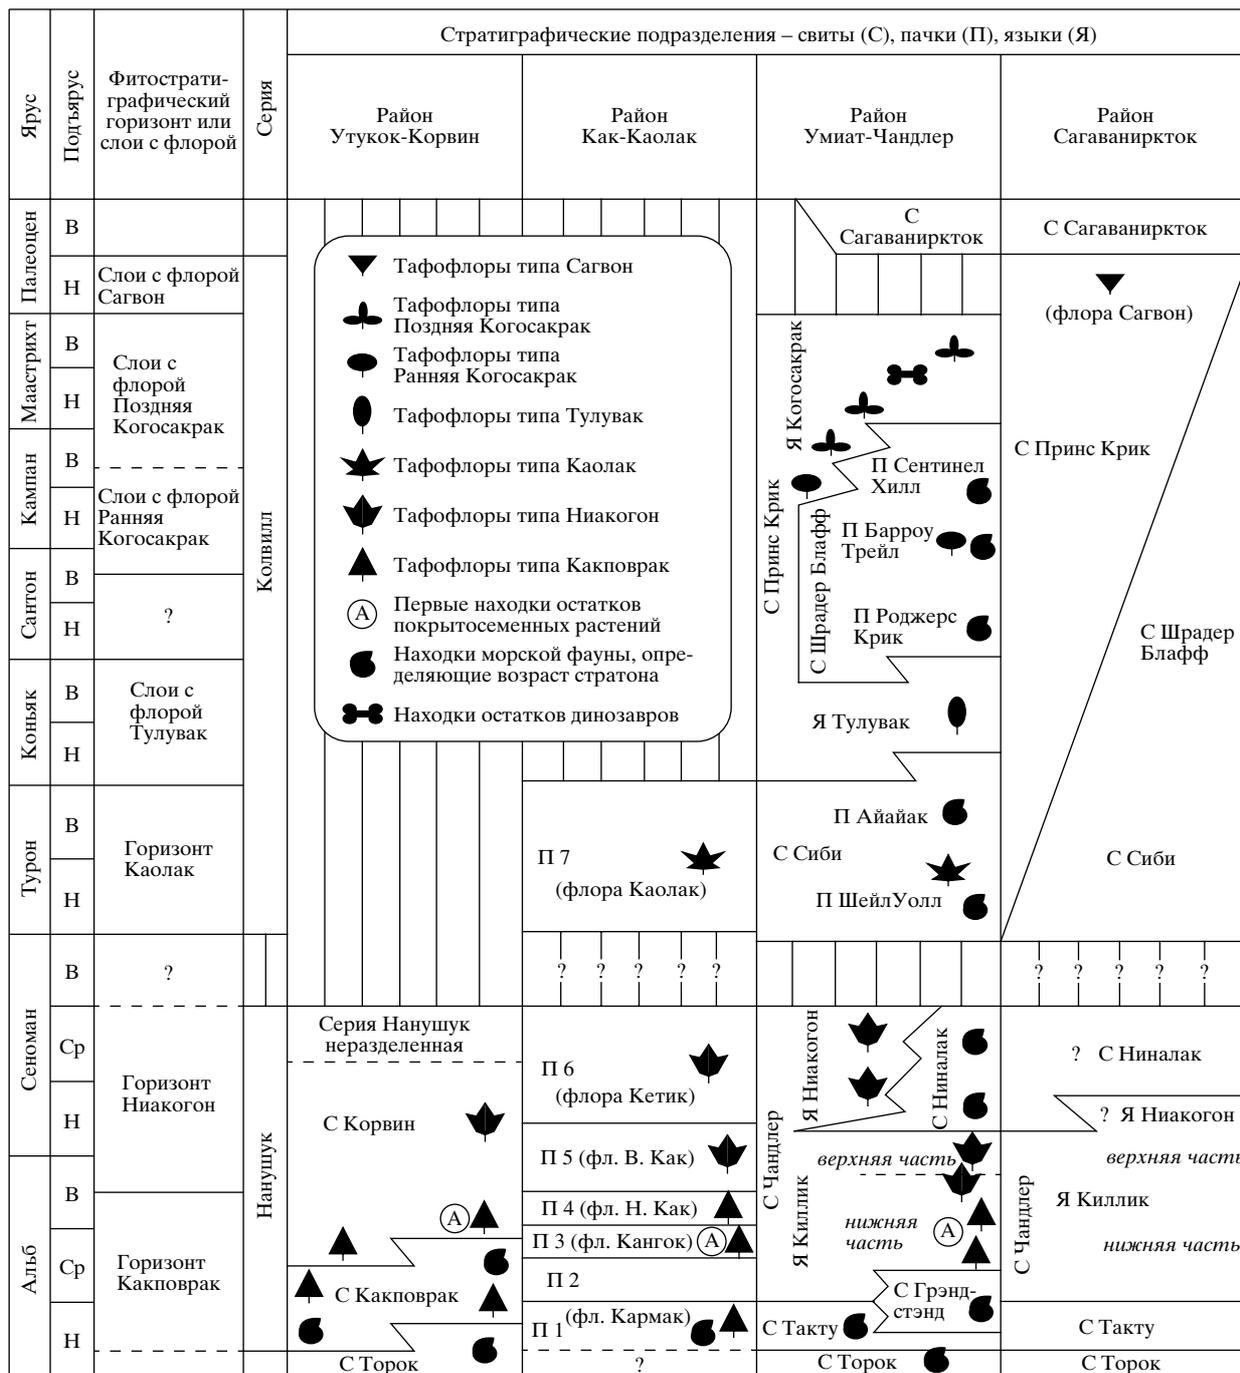 Стратиграфические подразделения – свиты (С), пачки (П), языки (Я)
Ярус
Подъярус
Фитострати-
графический
горизонт или
слои с флорой
Серия
Район
Утукок-Корвин
Район
Как-Каолак
Район
Умиат-Чандлер
Район
Сагаваниркток
Палеоцен
Маастрихт
Кампан
Сантон
Коньяк
Турон
Сеноман
Альб
В
Н
В
Н
В
Н
В
Н
В
Н
В
Н
В
Ср
Н
В
Ср
Н
Слои с флорой
Сагвон
Слои с
флорой
Поздняя
Когосакрак
Слои с флорой
Ранняя
Когосакрак
?
Слои с
флорой
Тулувак
Горизонт
Каолак
?
Горизонт
Ниакогон
Горизонт
Какповрак
Колвилл
Нанушук
Тафофлоры типа Сагвон
Тафофлоры типа
Поздняя Когосакрак
Тафофлоры типа
Ранняя Когосакрак
Тафофлоры типа Тулувак
Тафофлоры типа Каолак
Тафофлоры типа Ниакогон
Тафофлоры типа Какповрак
А
Первые находки остатков
покрытосеменных растений
Находки морской фауны, опре-
деляющие возраст стратона
Находки остатков динозавров
Серия Нанушук
неразделенная
С Корвин
А
С Какповрак
С Торок
П 7
(флора Каолак)
? ? ? ? ?
П 6
(флора Кетик)
П 5 (фл. В. Как)
П 4 (фл. Н. Как)
П 3 (фл. Кангок)
А
П 2
(фл. Кармак)
П 1
?
С
Сагаваниркток
Я Когосакрак
П Сентинел
Хилл
С Принс Крик
С Шрадер Блафф
П Барроу
Трейл
П Роджерс
Крик
Я Тулувак
П Айайак
С Сиби
П ШейлУолл
Я Ниакогон
С Ниналак
С Чандлер
верхняя часть
Я Киллик
нижняя
часть
А
С Грэнд-
стэнд
С Такту
С Торок
С Сагаваниркток
(флора Сагвон)
С Принс Крик
С Шрадер
Блафф
С Сиби
? ? ? ? ?
? С Ниналак
? Я Ниакогон
верхняя часть
Я Киллик
С Чандлер
нижняя часть
С Такту
С Торок